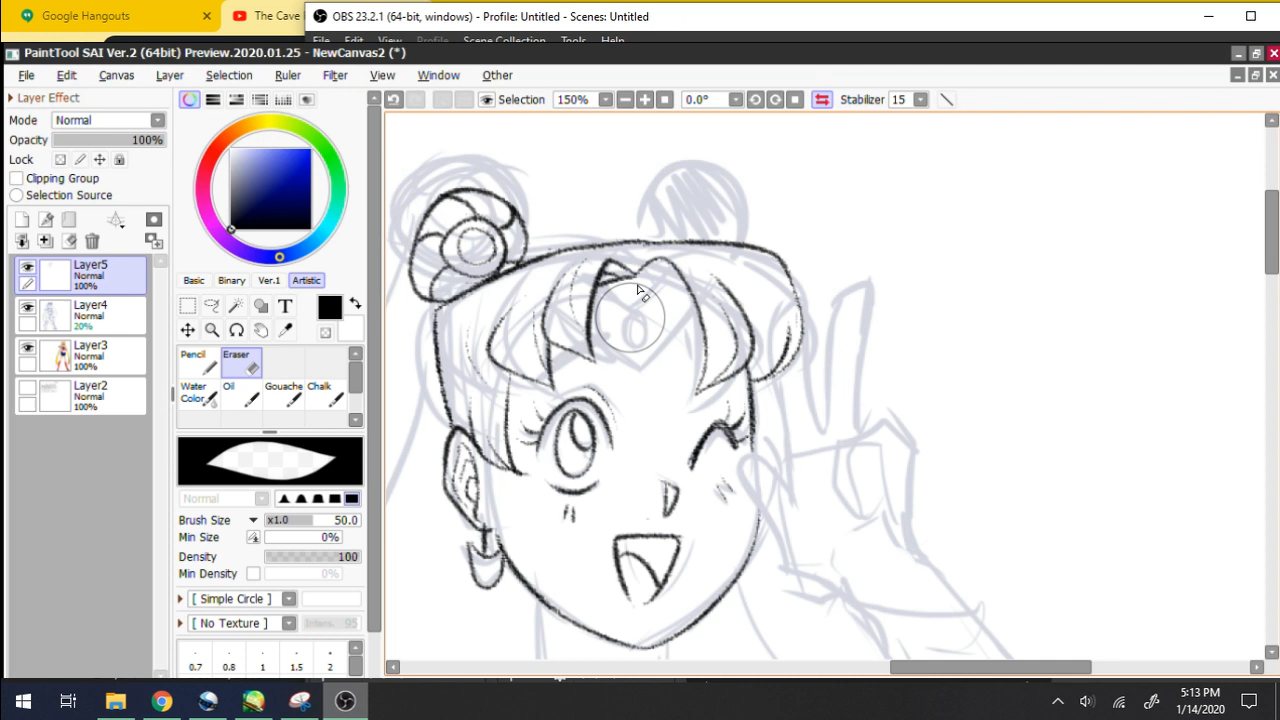 Google Hangouts
The Cave
OBS 23.2.1 (64-bit, windows) - Profile: Untitled - Scenes: Untitled
File Edit View Profile Scene Collection Tools Help
PaintTool SAI Ver.2 (64bit) Preview.2020.01.25 - NewCanvas2 (*)
File Edit Canvas Layer Selection Ruler Filter View Window Other
Layer Effect
Selection 150% 0.0° Stabilizer 15
Mode Normal
Opacity 100%
Lock
Clipping Group
Selection Source
Layer5
Normal
100%
Layer4
Normal
20%
Layer3
Normal
100%
Layer2
Normal
100%
Basic Binary Ver.1 Artistic
T
Pencil Eraser
Water Color Oil Gouache Chalk
Normal
Brush Size x1.0 50.0
Min Size 0%
Density 100
Min Density 0%
[ Simple Circle ]
[ No Texture ] 95
0.7 0.8 1 1.5 2
5:13 PM
1/14/2020